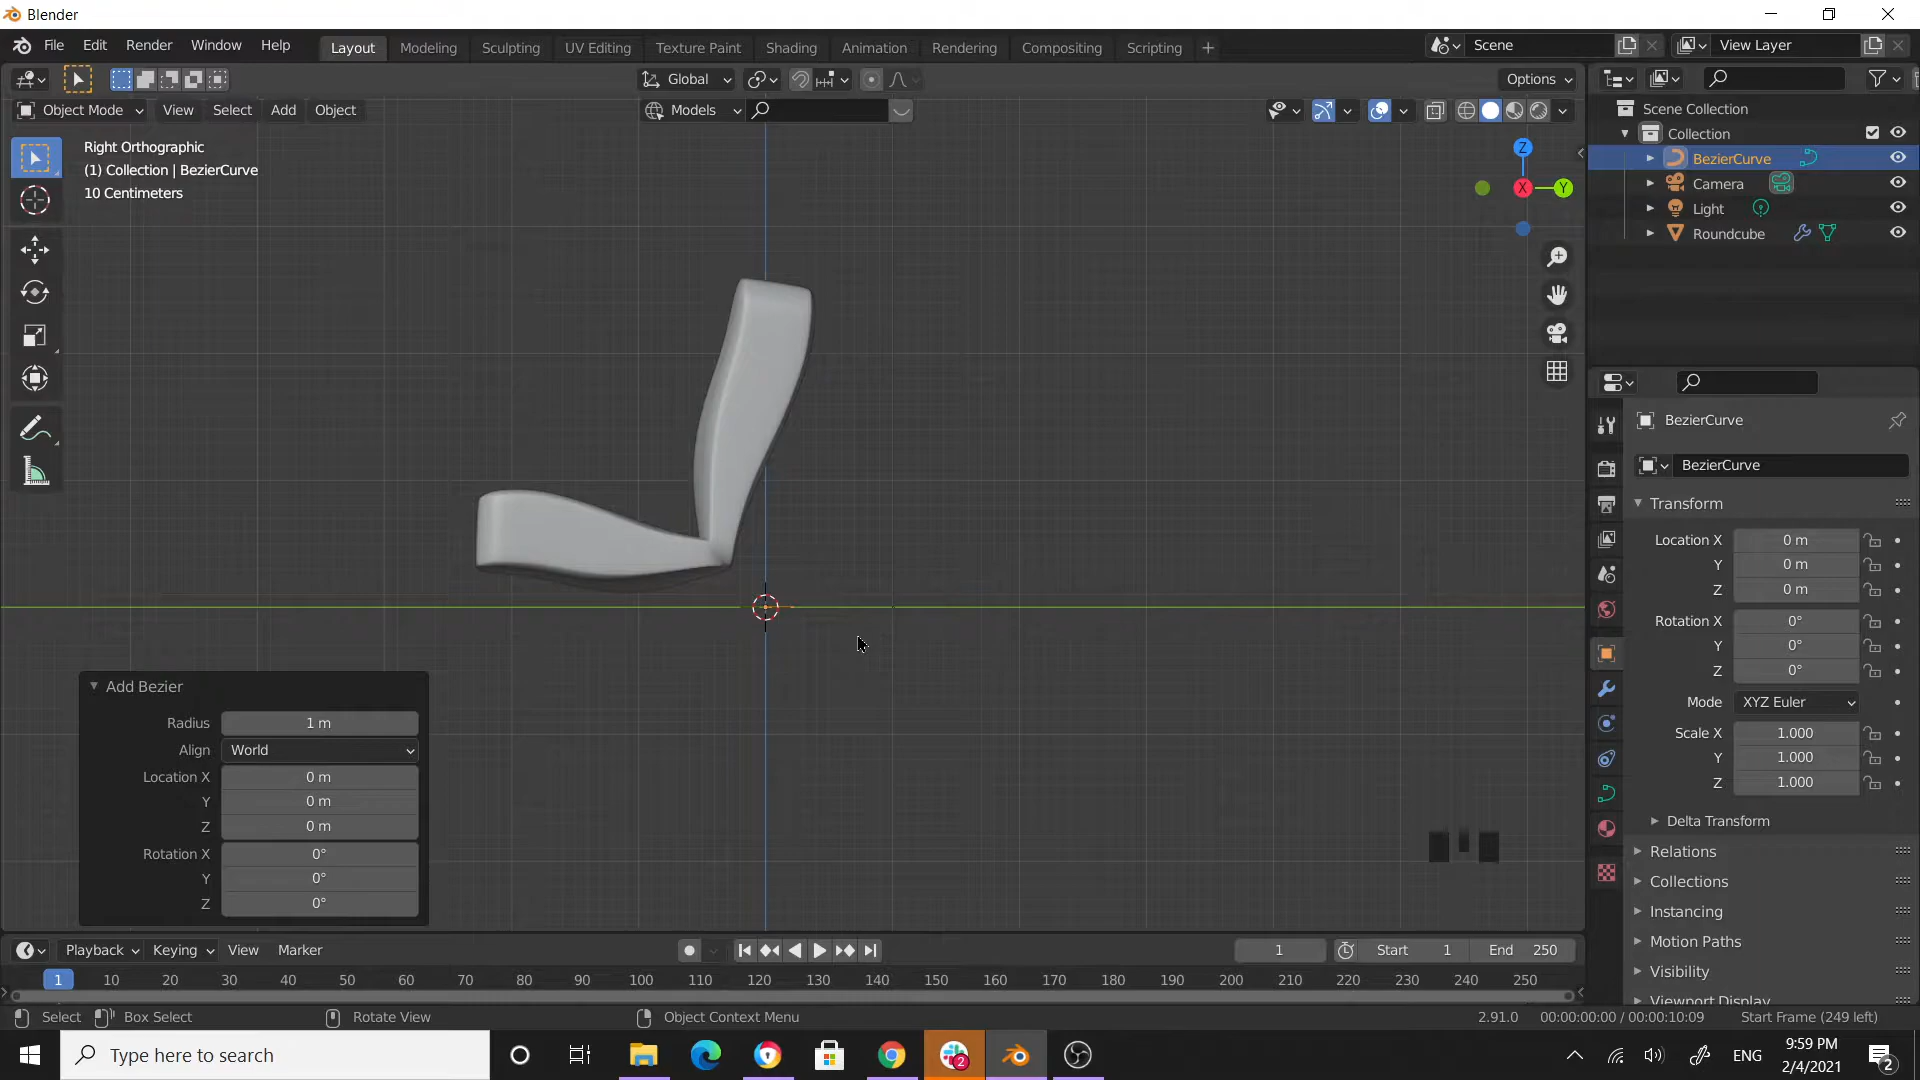 Blender
File Edit Render Window Help Layout Modeling Sculpting UV Editing Texture Paint Shading Animation Rendering Compositing Scripting + Scene View Layer
Global Options
Object Mode View Select Add Object Models
Right Orthographic
(1) Collection | BezierCurve
10 Centimeters
Z
X
Y
Scene Collection
Collection
BezierCurve
Camera
Light
Roundcube
BezierCurve
BezierCurve
Transform
Location X 0 m
Y 0 m
Z 0 m
Rotation X 0°
Y 0°
Z 0°
Mode XYZ Euler
Scale X 1.000
Y 1.000
Z 1.000
Delta Transform
Relations
Collections
Instancing
Motion Paths
Visibility
Viewport Display
Add Bezier
Radius 1 m
Align World
Location X 0 m
Y 0 m
Z 0 m
Rotation X 0°
Y 0°
Z 0°
Playback Keying View Marker 1 Start 1 End 250
1 10 20 30 40 50 60 70 80 90 100 110 120 130 140 150 160 170 180 190 200 210 220 230 240 250
Select Box Select Rotate View Object Context Menu 2.91.0 00:00:00:00 / 00:00:10:09 Start Frame (249 left)
Type here to search 2 ENG 9:59 PM 2
2/4/2021